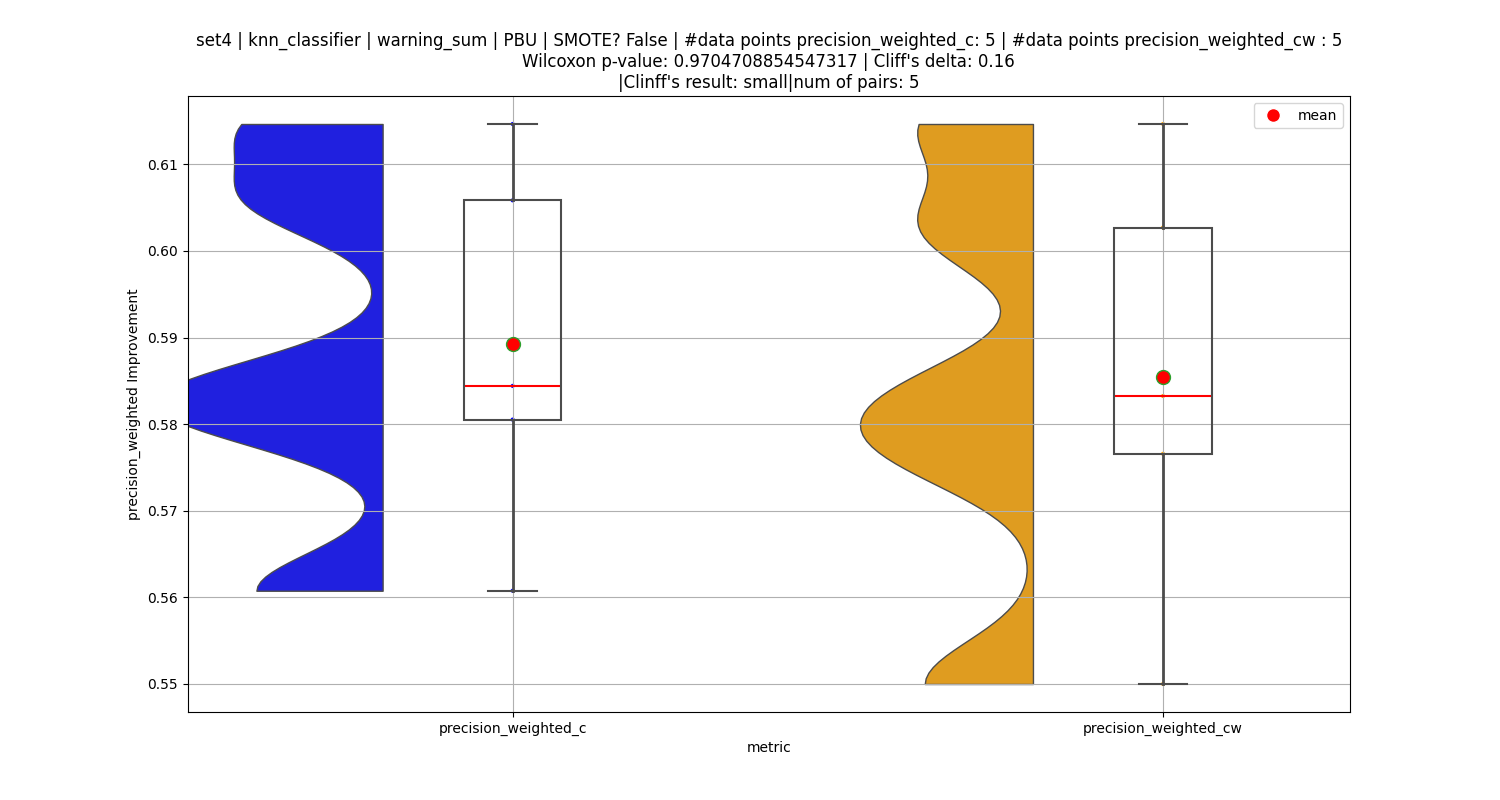 set4 | knn_classifier | warning_sum | PBU | SMOTE? False | #data points precision_weighted_c: 5 | #data points precision_weighted_cw : 5
Wilcoxon p-value: 0.9704708854547317 | Cliff's delta: 0.16
|Clinff's result: small|num of pairs: 5
mean
0.61
0.60
0.59
0.58
0.57
0.56
0.55
precision_weighted Improvement
precision_weighted_c
precision_weighted_cw
metric